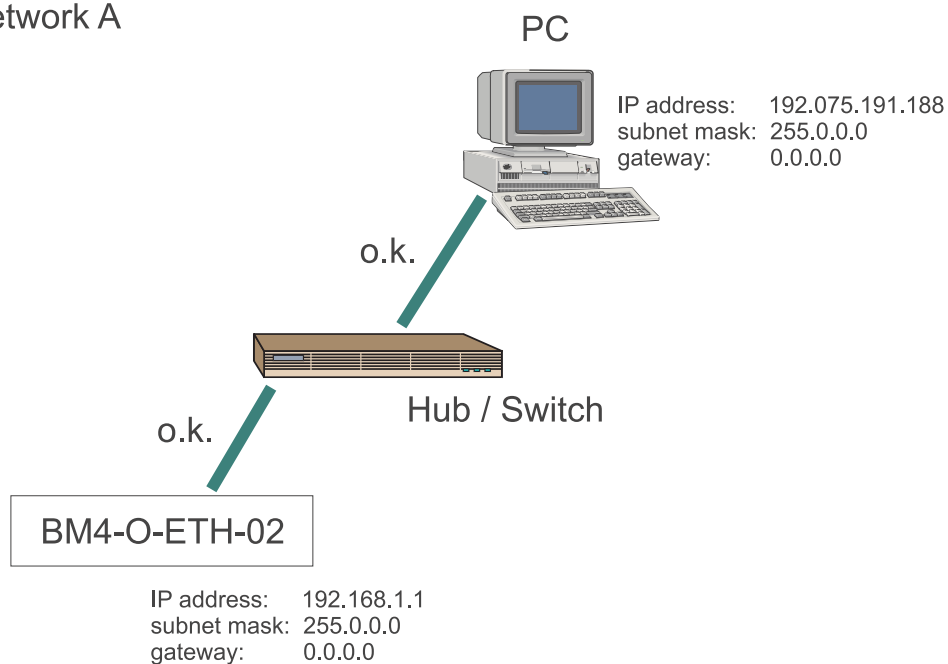 etwork A
PC
IP address: 192.075.191.188
subnet mask: 255.0.0.0
gateway: 0.0.0.0
o.k.
Hub / Switch
o.k.
BM4-O-ETH-02
IP address: 192.168.1.1
subnet mask: 255.0.0.0
gateway: 0.0.0.0